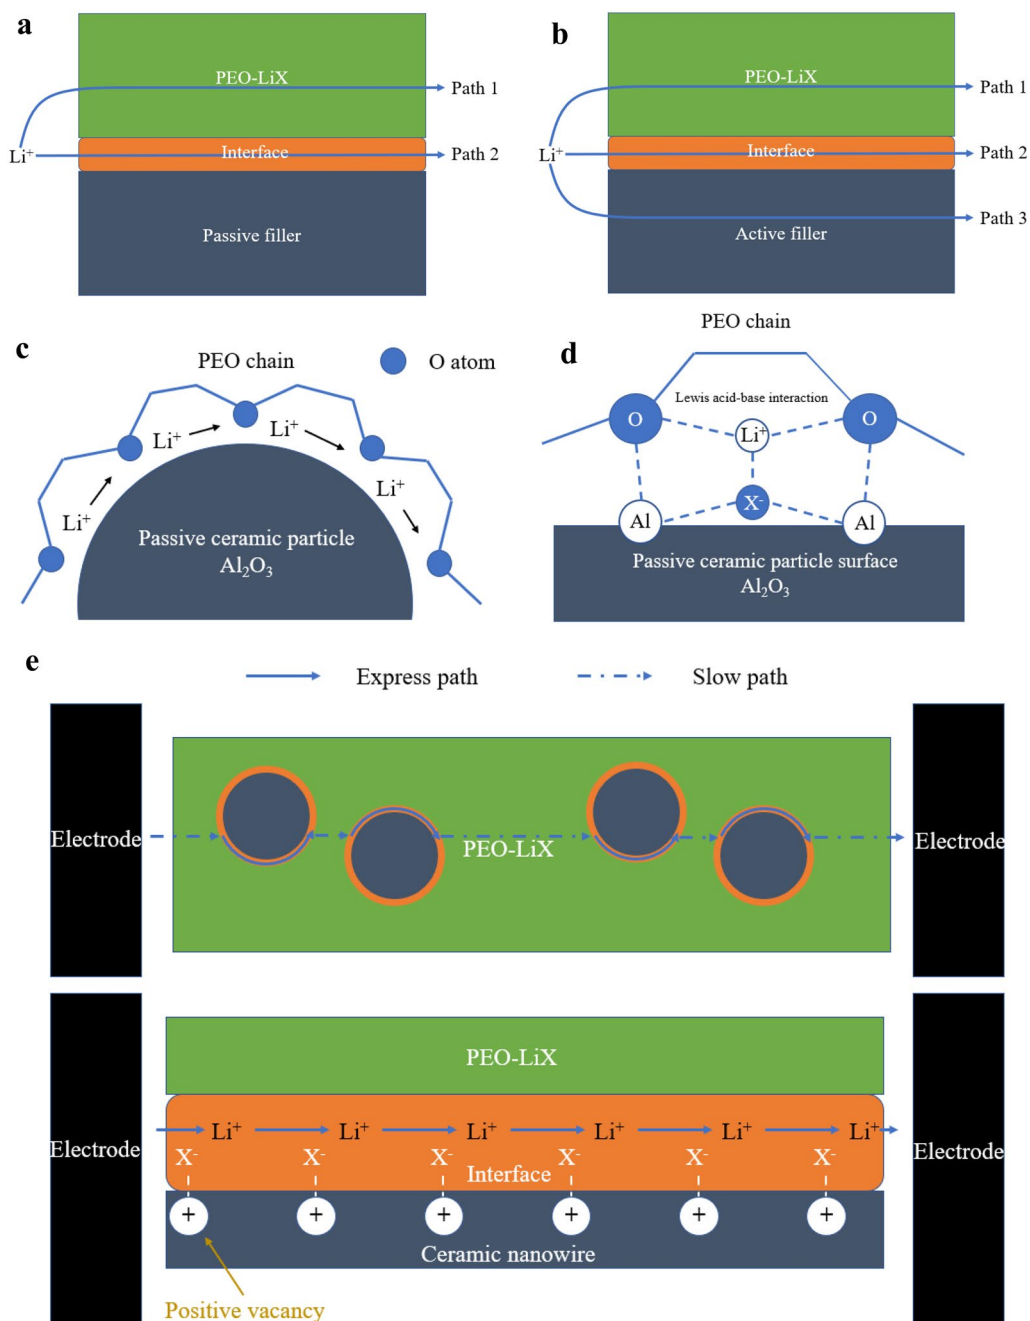 a
PEO-LiX
Path 1
Li⁺
Interface
Path 2
Passive filler
b
PEO-LiX
Path 1
Li⁺
Interface
Path 2
Path 3
Active filler
c
PEO chain
O atom
Li⁺
Li⁺
Li⁺
Li⁺
Passive ceramic particle
Al₂O₃
PEO chain
d
Lewis acid-base interaction
O
Li⁺
O
Al
X⁻
Al
Passive ceramic particle surface
Al₂O₃
e
Express path
Slow path
Electrode
PEO-LiX
Electrode
PEO-LiX
Electrode
Li⁺ Li⁺ Li⁺ Li⁺ Li⁺ Li⁺
Electrode
X⁻ X⁻ X⁻ X⁻ X⁻ X⁻
Interface
+ + + + + +
Ceramic nanowire
Positive vacancy